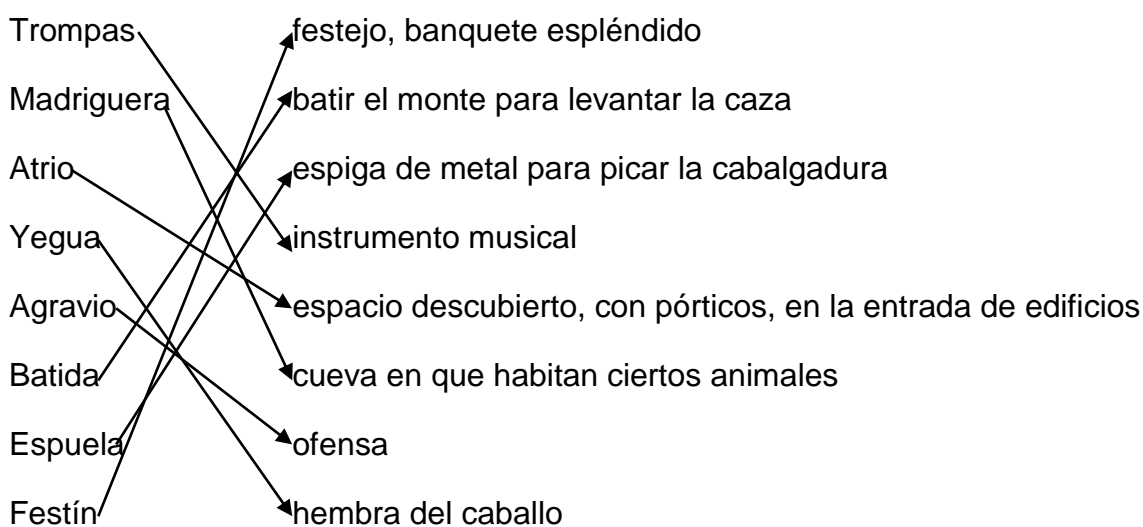 Trompas festejo, banquete espléndido
Madriguera batir el monte para levantar la caza
Atrio espiga de metal para picar la cabalgadura
Yegua instrumento musical
Agravio espacio descubierto, con pórticos, en la entrada de edificios
Batida cueva en que habitan ciertos animales
Espuela ofensa
Festín hembra del caballo